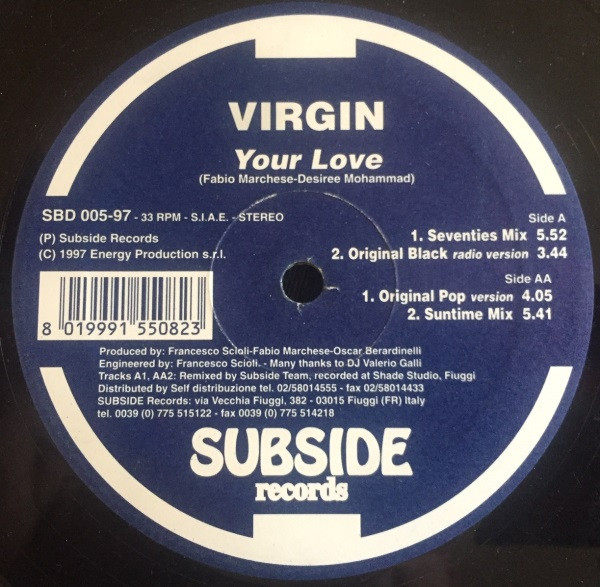 VIRGIN
Your Love
(Fabio Marchese-Desiree Mohammad)
SBD 005-97 - 33 RPM - S.I.A.E. - STEREO
(P) Subside Records
(C) 1997 Energy Production s.r.l.
8 019991 550823
Side A
1. Seventies Mix 5.52
2. Original Black radio version 3.44
Side AA
1. Original Pop version 4.05
2. Suntime Mix 5.41
Produced by: Francesco Scioli-Fabio Marchese-Oscar Berardinelli
Engineered by: Francesco Scioli. - Many thanks to DJ Valerio Galli
Tracks A1, AA2: Remixed by Subside Team, recorded at Shade Studio, Fiuggi
Distributed by Self distribuzione tel. 02/58014555 - fax 02/58014433
SUBSIDE Records: via Vecchia Fiuggi, 382 - 03015 Fiuggi (FR) Italy
tel. 0039 (0) 775 515122 - fax 0039 (0) 775 514218
SUBSIDE
records